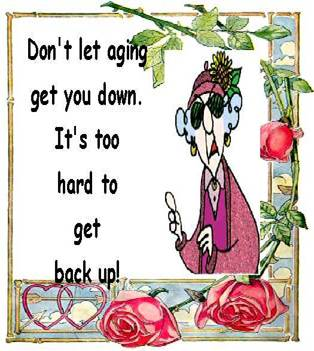 Don't let aging
get you down.
It's too
hard to
get
back up!